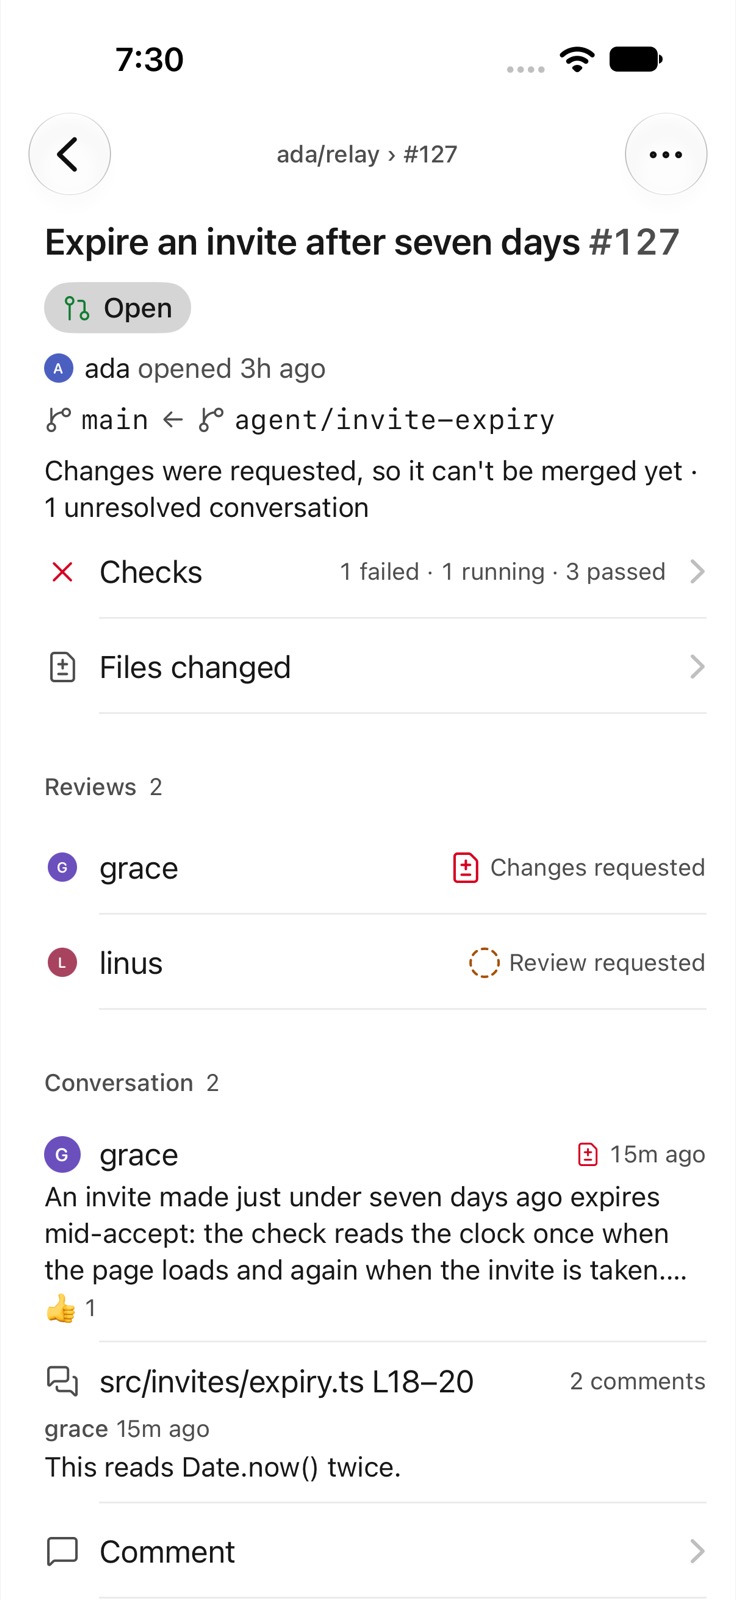 7:30
ada/relay › #127
Expire an invite after seven days #127
Open
A ada opened 3h ago
main ← agent/invite-expiry
Changes were requested, so it can't be merged yet ·
1 unresolved conversation
Checks 1 failed · 1 running · 3 passed
Files changed
Reviews 2
G grace Changes requested
L linus Review requested
Conversation 2
G grace 15m ago
An invite made just under seven days ago expires
mid-accept: the check reads the clock once when
the page loads and again when the invite is taken....
👍 1
src/invites/expiry.ts L18–20 2 comments
grace 15m ago
This reads Date.now() twice.
Comment